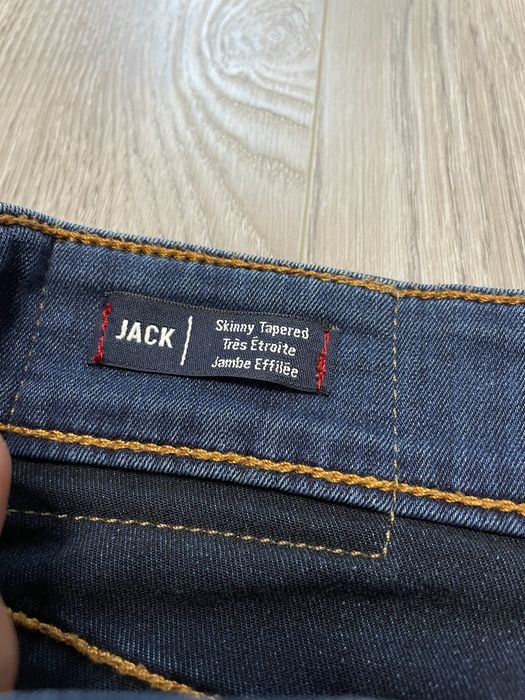 JACK
Skinny Tapered
Très Étroite
Jambe Effilée